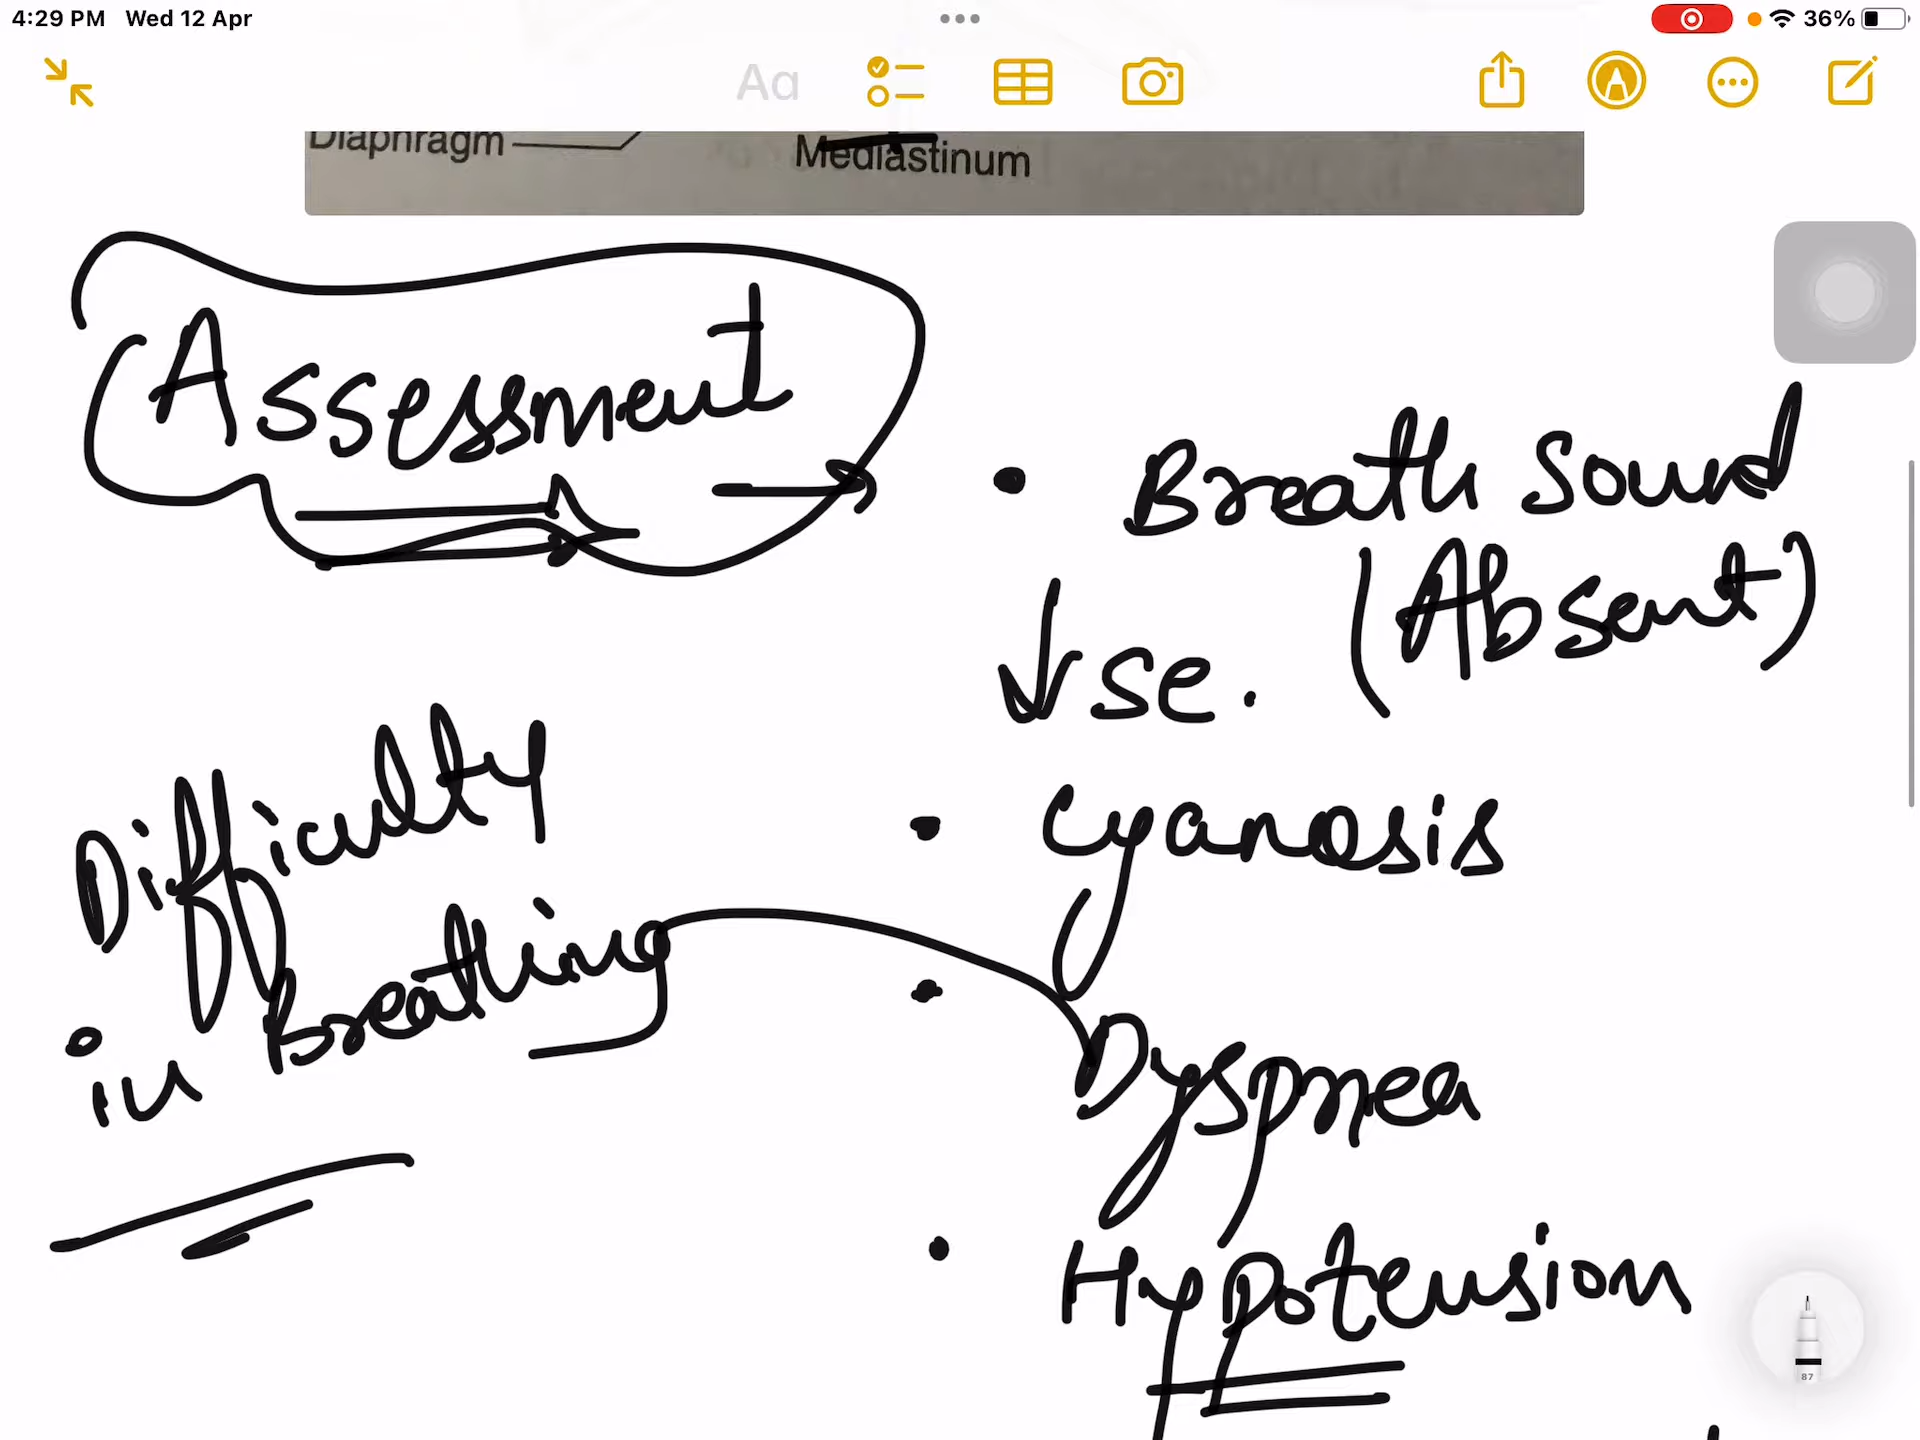 4:29 PM Wed 12 Apr
36%
Aa
Diaphragm
Mediastinum
Assessment
• Breath Sound
↓se. (Absent)
Difficulty
in Breathing
• Cyanosis
• Dyspnea
• Hypotension
87